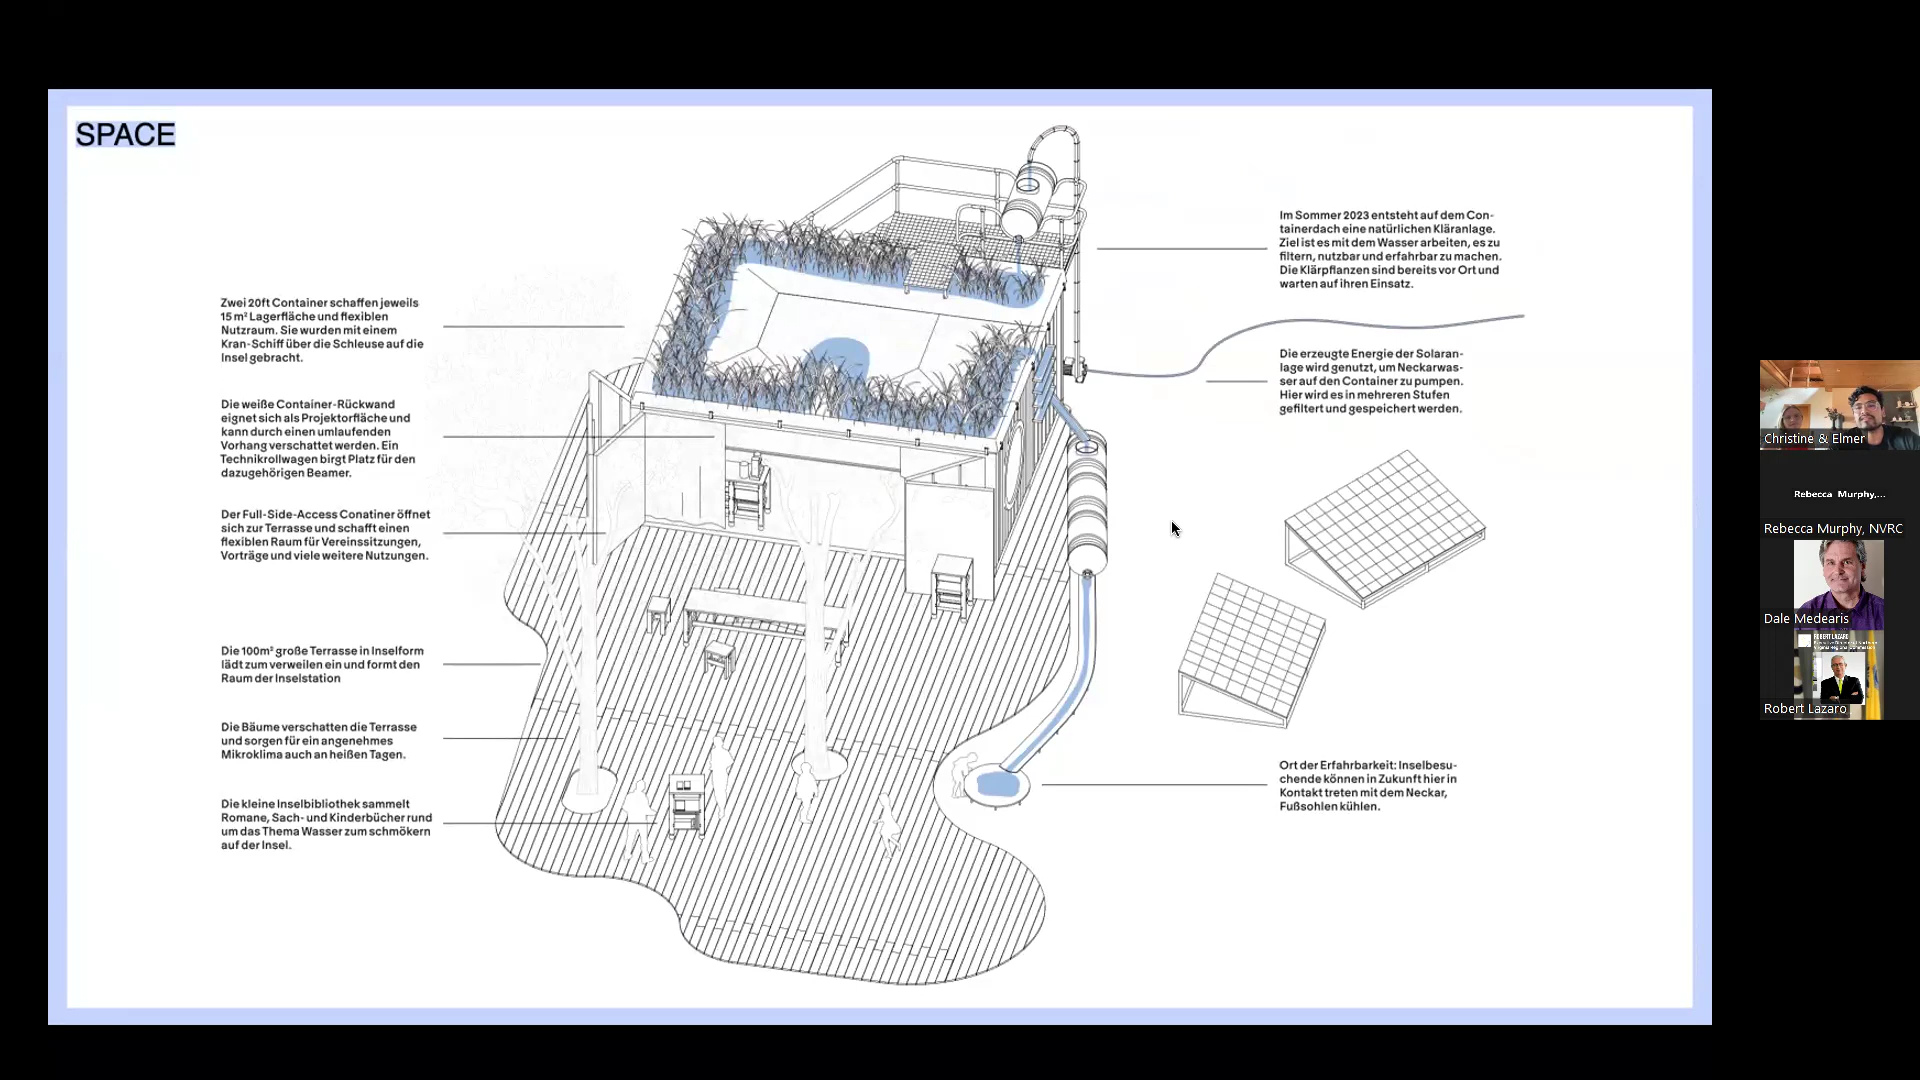 SPACE
Zwei 20ft Container schaffen jeweils
15 m² Lagerfläche und flexiblen
Nutzraum. Sie wurden mit einem
Kran-Schiff über die Schleuse auf die
Insel gebracht.
Die weiße Container-Rückwand
eignet sich als Projektorfläche und
kann durch einen umlaufenden
Vorhang verschattet werden. Ein
Technikrollwagen birgt Platz für den
dazugehörigen Beamer.
Der Full-Side-Access Conatiner öffnet
sich zur Terrasse und schafft einen
flexiblen Raum für Vereinssitzungen,
Vorträge und viele weitere Nutzungen.
Die 100m² große Terrasse in Inselform
lädt zum verweilen ein und formt den
Raum der Inselstation
Die Bäume verschatten die Terrasse
und sorgen für ein angenehmes
Mikroklima auch an heißen Tagen.
Die kleine Inselbibliothek sammelt
Romane, Sach- und Kinderbücher rund
um das Thema Wasser zum schmökern
auf der Insel.
Im Sommer 2023 entsteht auf dem Con-
tainerdach eine natürlichen Kläranlage.
Ziel ist es mit dem Wasser arbeiten, es zu
filtern, nutzbar und erfahrbar zu machen.
Die Klärpflanzen sind bereits vor Ort und
warten auf ihren Einsatz.
Die erzeugte Energie der Solaran-
lage wird genutzt, um Neckarwas-
ser auf den Container zu pumpen.
Hier wird es in mehreren Stufen
gefiltert und gespeichert werden.
Ort der Erfahrbarkeit: Inselbesu-
chende können in Zukunft hier in
Kontakt treten mit dem Neckar,
Fußsohlen kühlen.
Christine & Elmer
Rebecca Murphy,...
Rebecca Murphy, NVRC
Dale Medearis
ROBERT LAZARO
Robert Lazaro